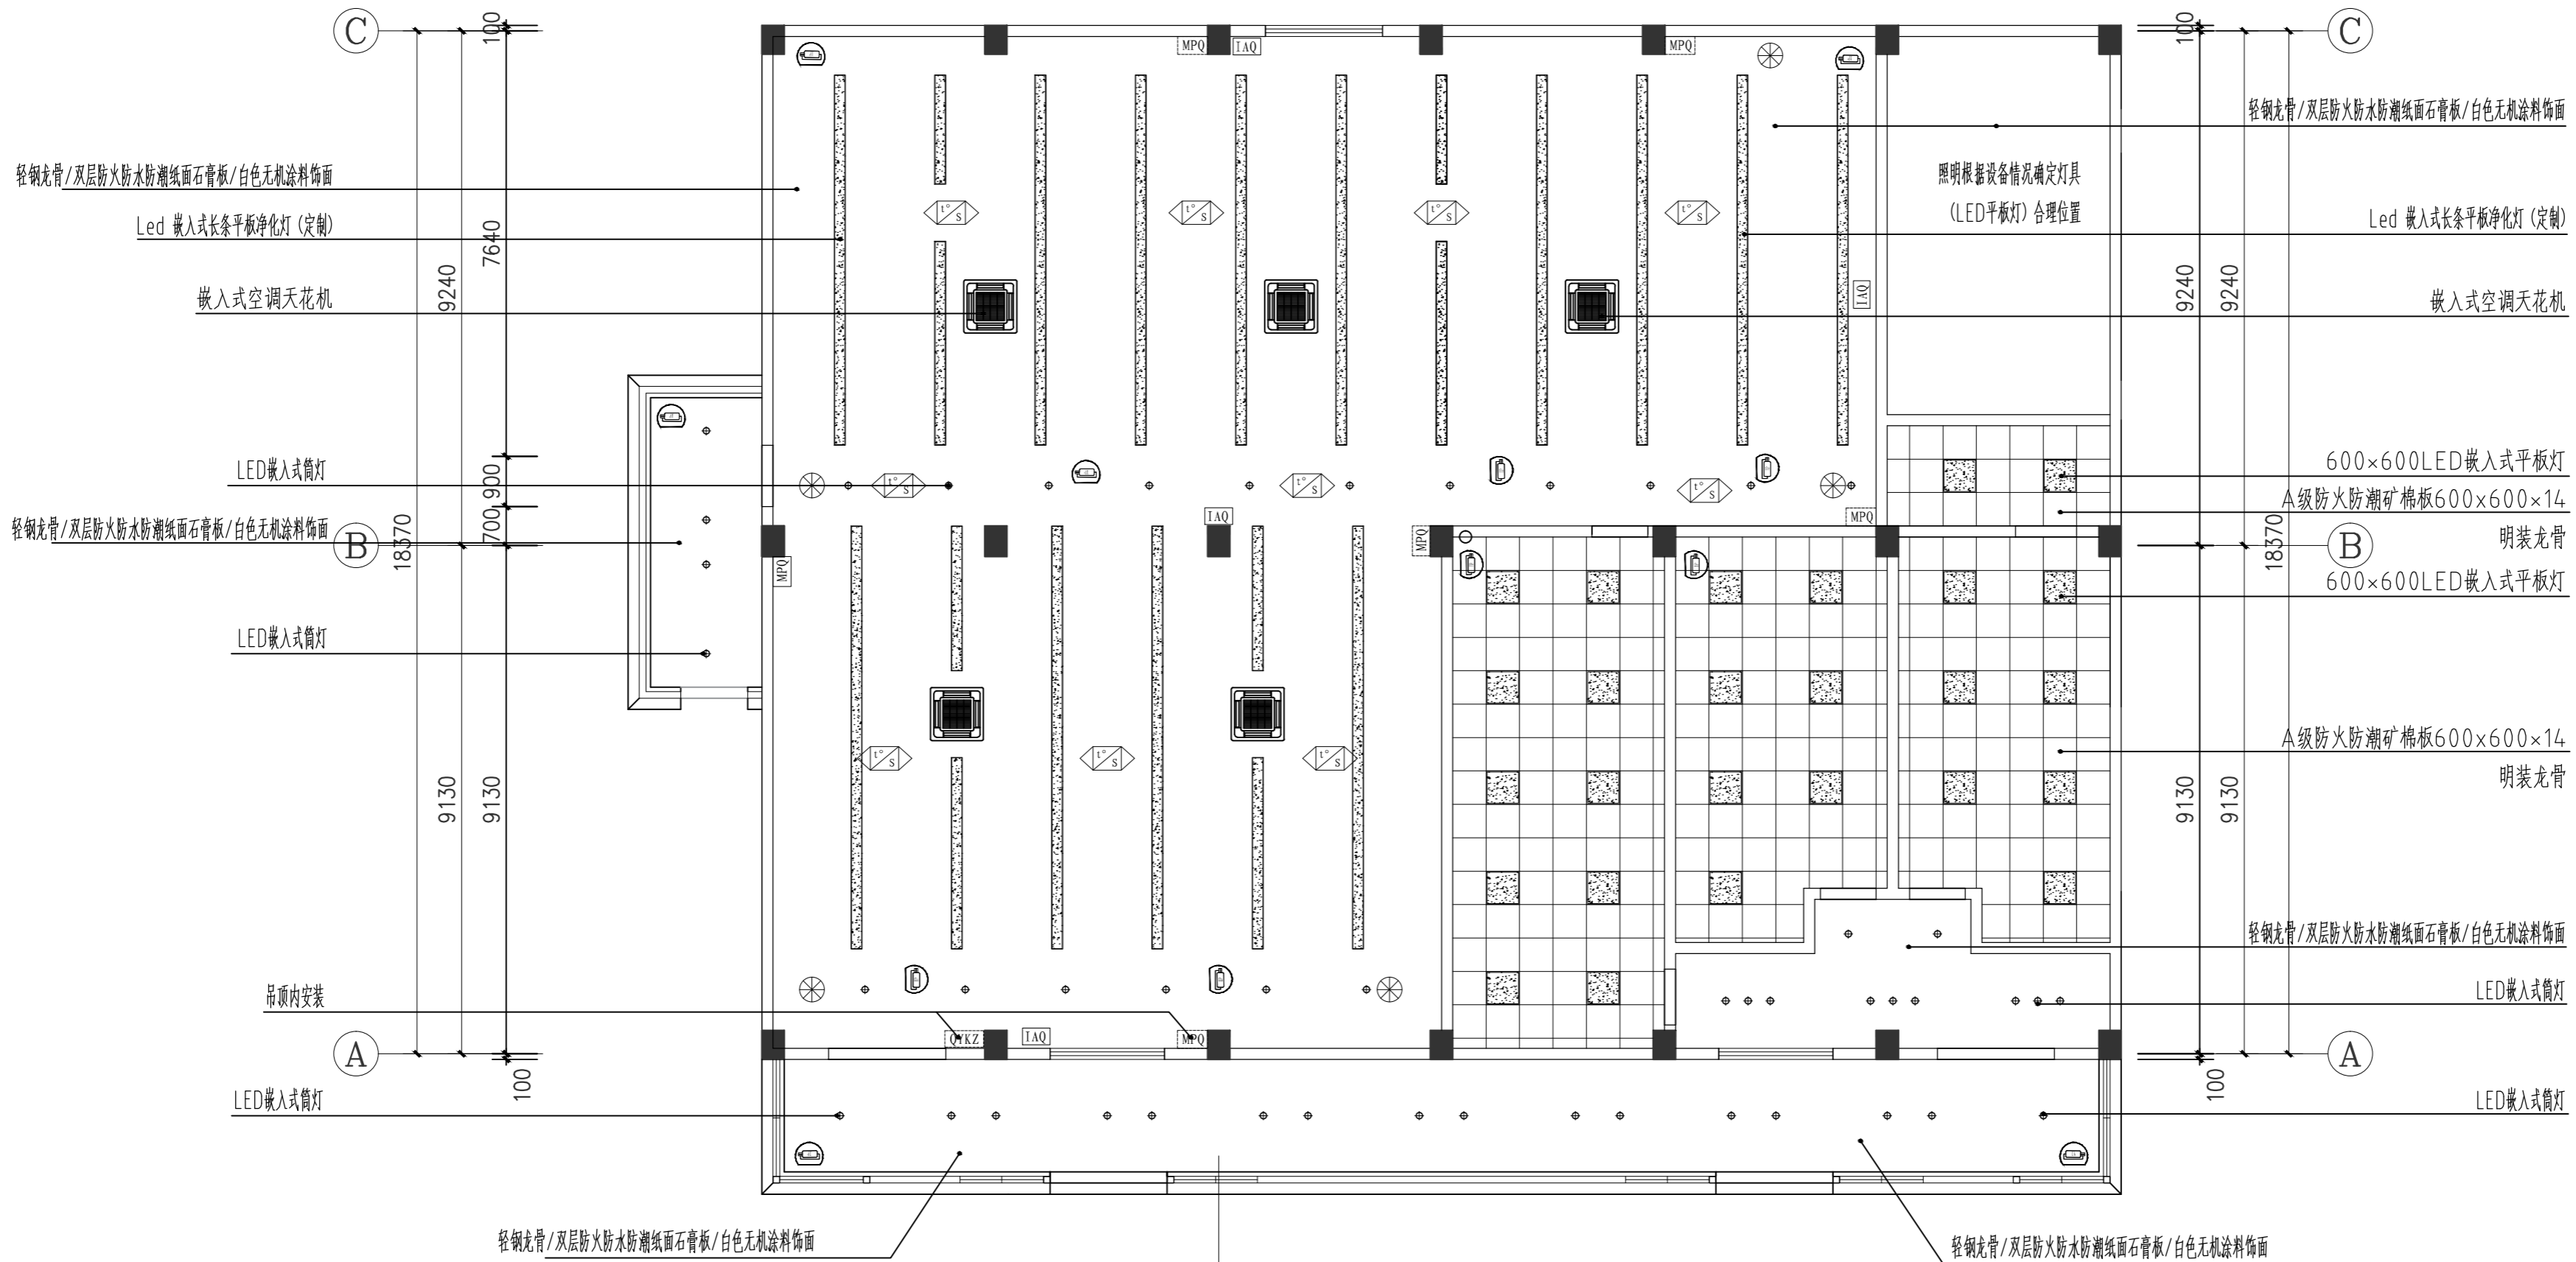 C
100
100
C
MPQ
IAQ
MPQ
轻钢龙骨/双层防火防水防潮纸面石膏板/白色无机涂料饰面
轻钢龙骨/双层防火防水防潮纸面石膏板/白色无机涂料饰面
照明根据设备情况确定灯具
(LED平板灯)合理位置
Led 嵌入式长条平板净化灯(定制)
Led 嵌入式长条平板净化灯(定制)
t° S
t° S
t° S
t° S
7640
9240
嵌入式空调天花机
IAQ
9240
9240
嵌入式空调天花机
LED嵌入式筒灯
900
t° S
t° S
t° S
600×600LED嵌入式平板灯
A级防火防潮矿棉板600x600×14
明装龙骨
轻钢龙骨/双层防火防水防潮纸面石膏板/白色无机涂料饰面
700
18370
B
IAQ
MPQ
MPQ
MPQ
18370
B
600×600LED嵌入式平板灯
LED嵌入式筒灯
t° S
t° S
t° S
A级防火防潮矿棉板600x600×14
明装龙骨
9130
9130
9130
9130
轻钢龙骨/双层防火防水防潮纸面石膏板/白色无机涂料饰面
吊顶内安装
LED嵌入式筒灯
QYKZ
IAQ
MPQ
A
A
100
100
LED嵌入式筒灯
LED嵌入式筒灯
轻钢龙骨/双层防火防水防潮纸面石膏板/白色无机涂料饰面
轻钢龙骨/双层防火防水防潮纸面石膏板/白色无机涂料饰面